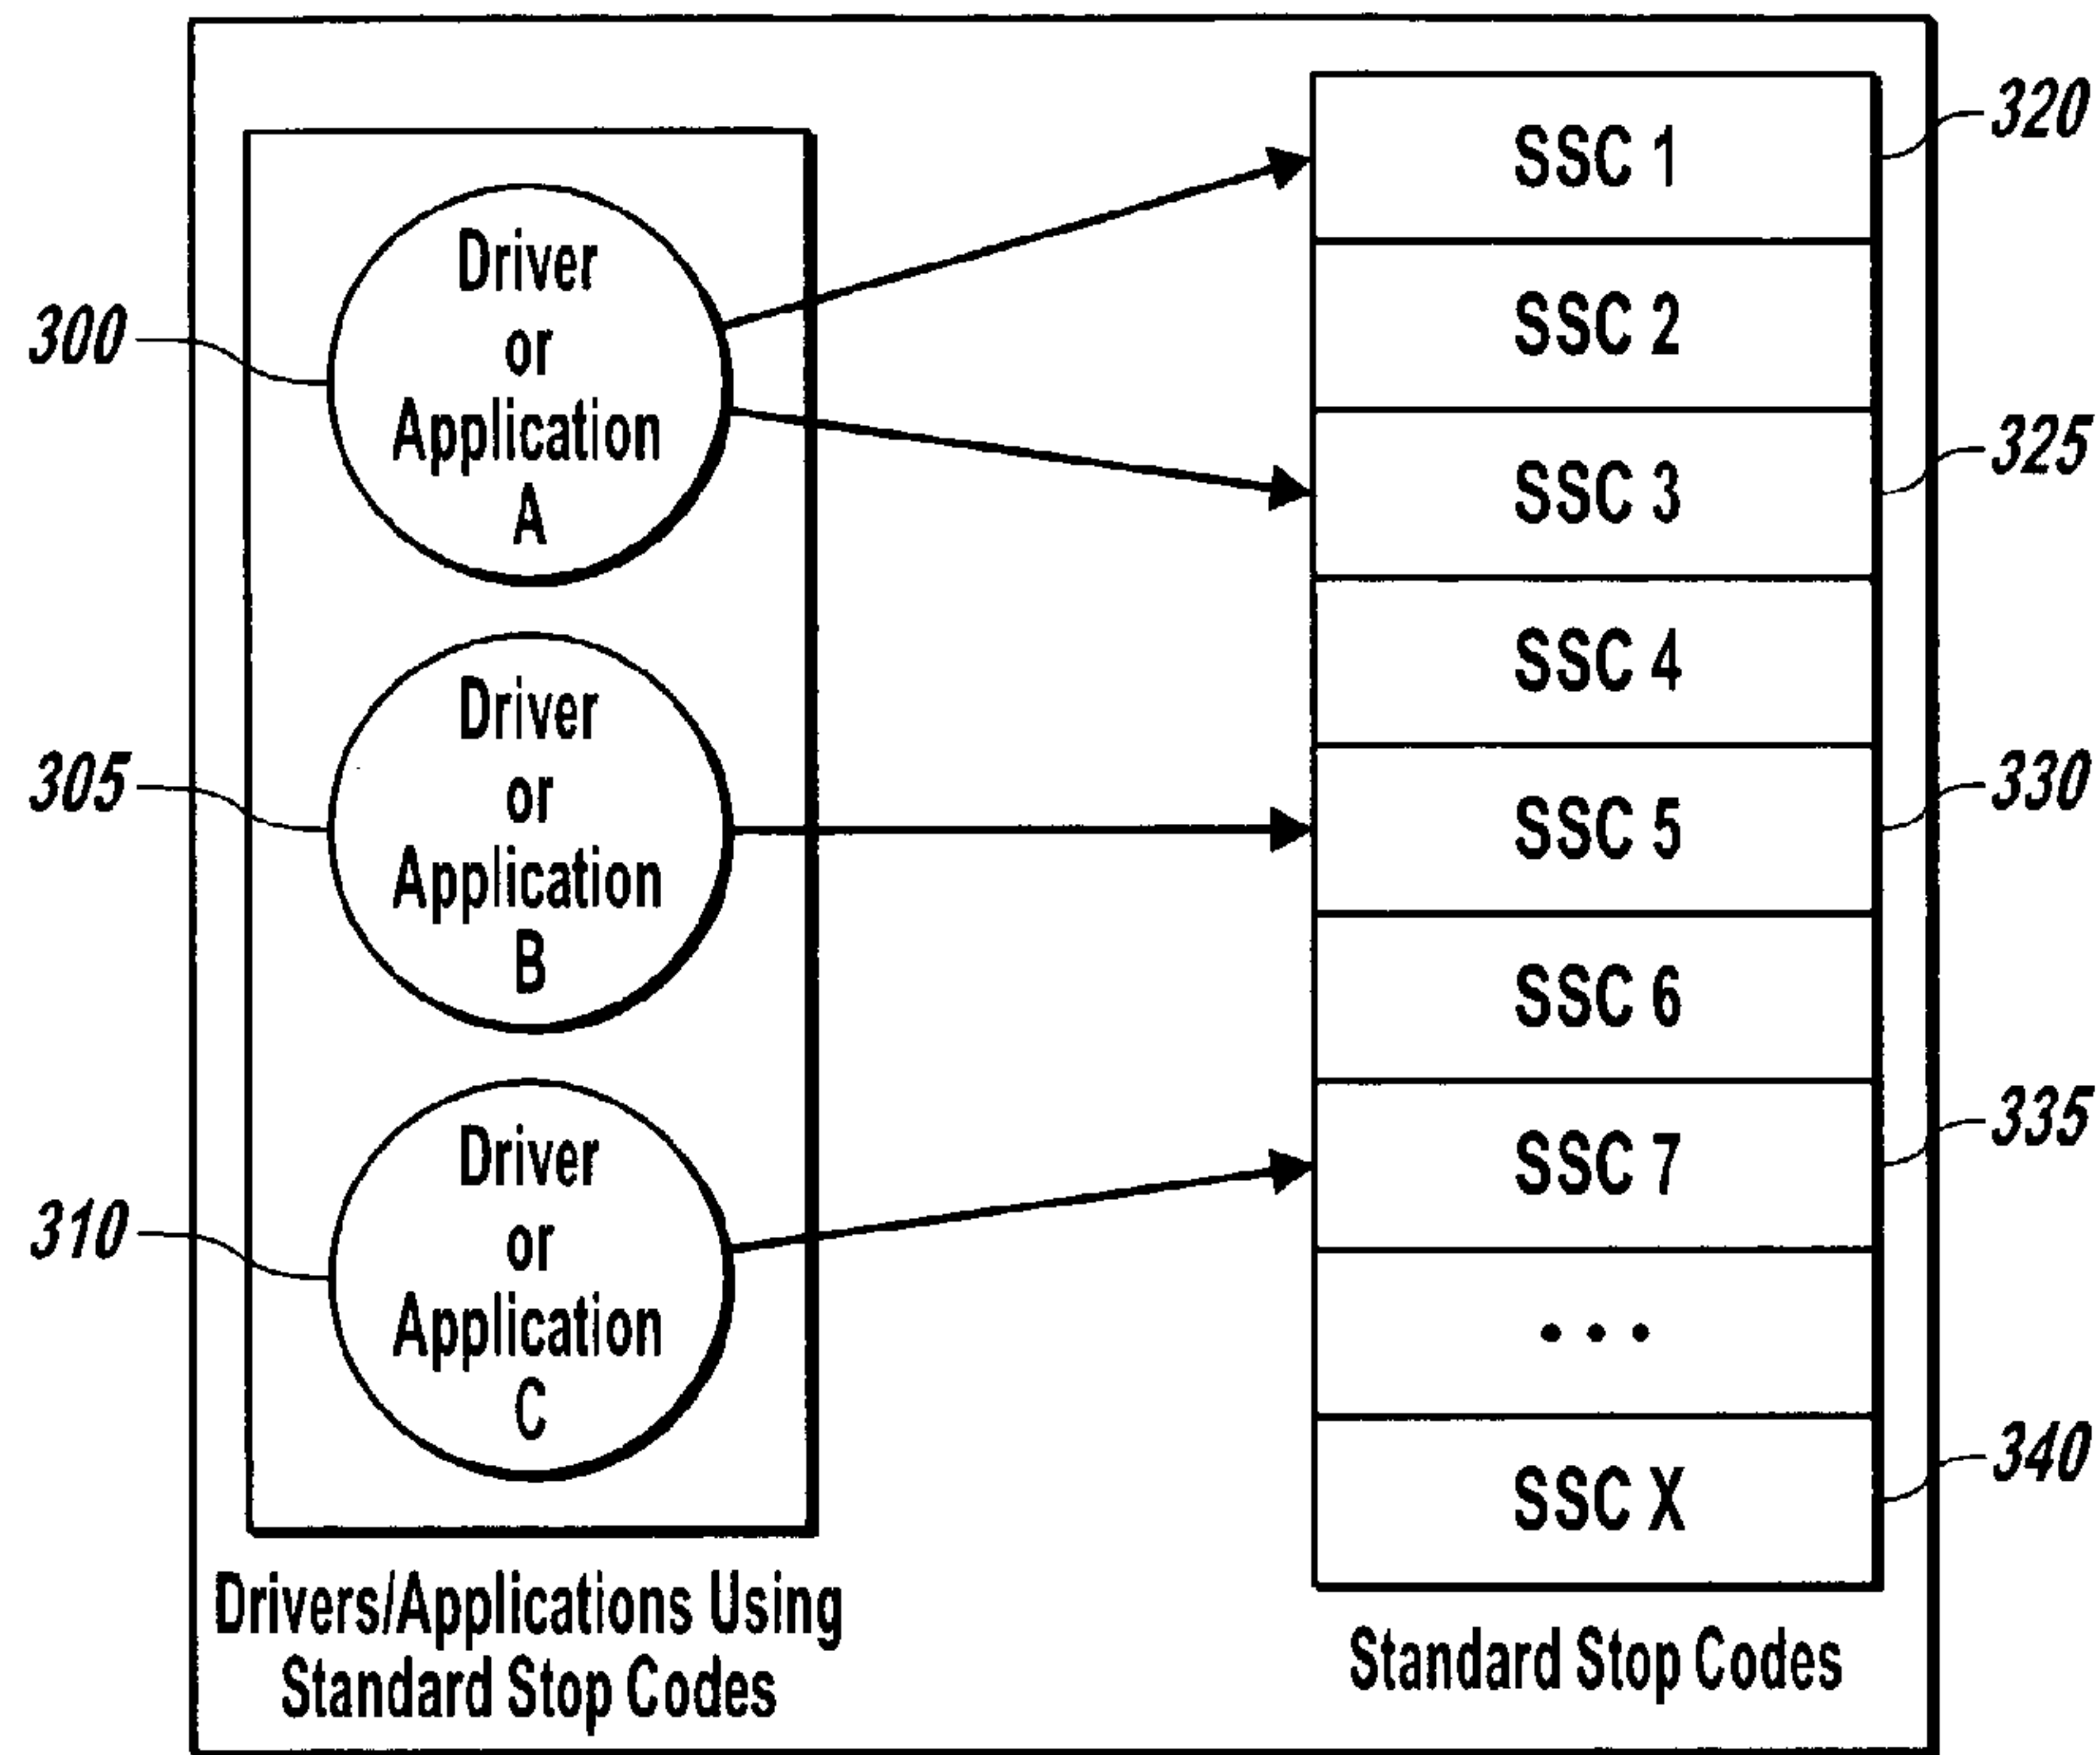 300
Driver
or
Application
A
305
Driver
or
Application
B
310
Driver
or
Application
C
Drivers/Applications Using
Standard Stop Codes
SSC 1
320
SSC 2
SSC 3
325
SSC 4
SSC 5
330
SSC 6
SSC 7
335
• • •
SSC X
340
Standard Stop Codes